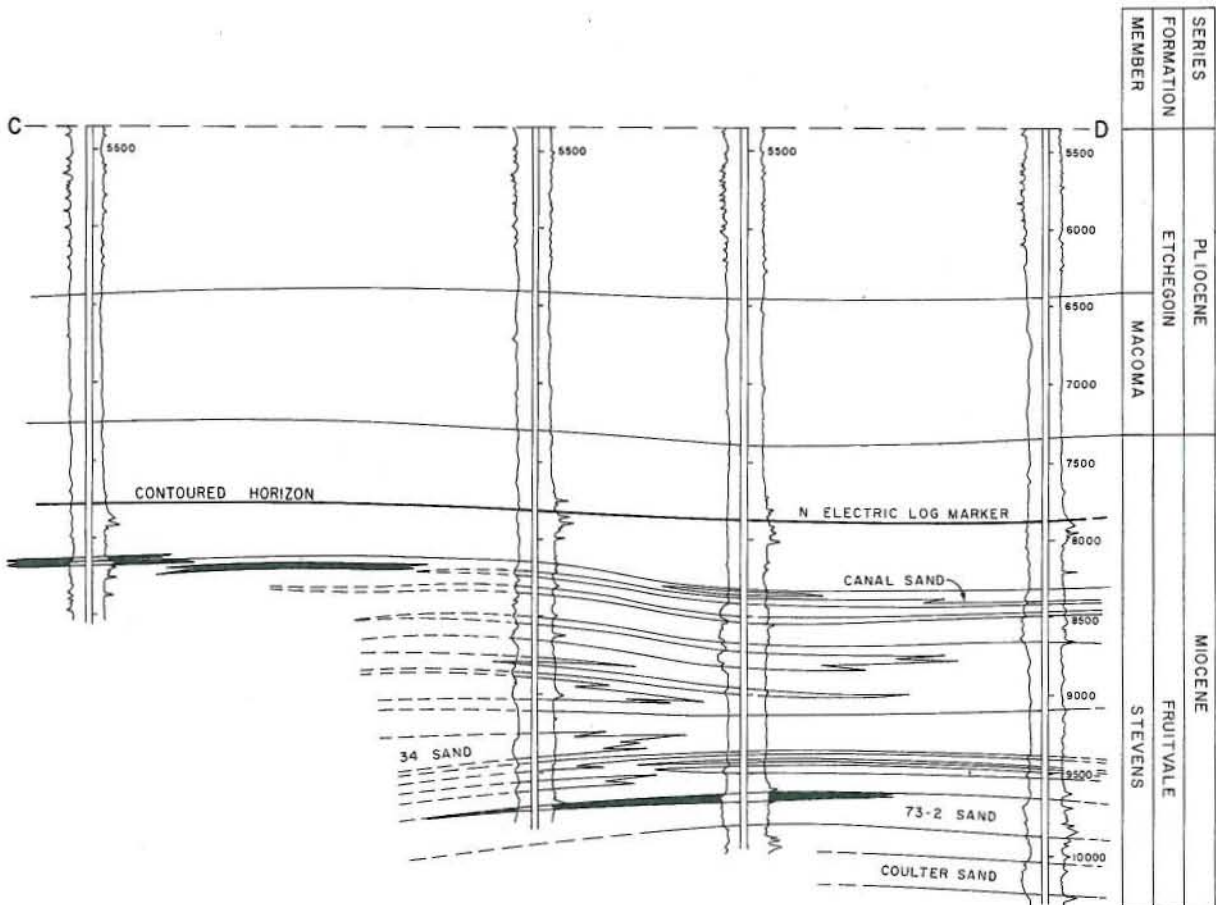 SERIES
FORMATION
MEMBER
C
D
5500
5500
5500
5500
6000
6500
7000
7500
8000
8500
9000
9500
10000
PLIOCENE
ETCHEGOIN
MACOMA
CONTOURED HORIZON
N ELECTRIC LOG MARKER
CANAL SAND
34 SAND
73-2 SAND
COULTER SAND
MIOCENE
FRUITVALE
STEVENS